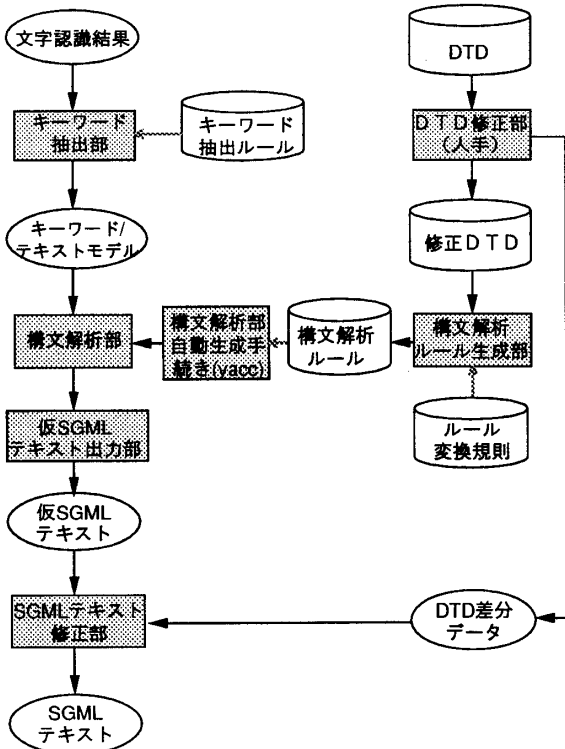 文字認識結果
キーワード
抽出部
キーワード
抽出ルール
キーワード/
テキストモデル
構文解析部
構文解析部
自動生成手
続き(yacc)
構文解析
ルール
仮SGML
テキスト出力部
仮SGML
テキスト
SGMLテキスト
修正部
SGML
テキスト
DTD
ＤＴＤ修正部
(人手)
修正ＤＴＤ
構文解析
ルール生成部
ルール
変換規則
DTD差分
データ